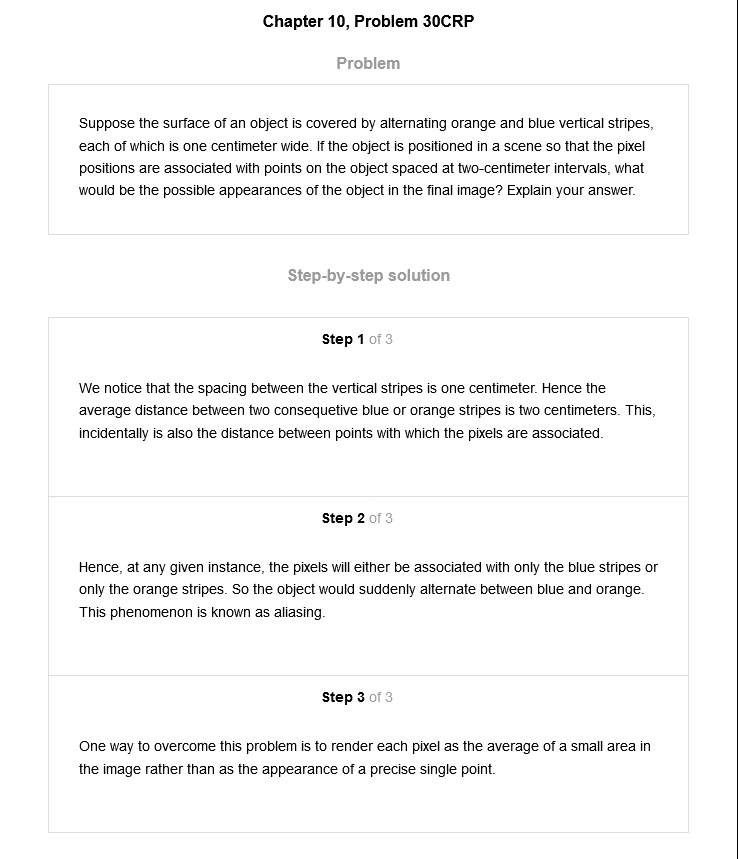 Chapter 10, Problem 30CRP
Problem
Suppose the surface of an object is covered by alternating orange and blue vertical stripes,
each of which is one centimeter wide. If the object is positioned in a scene so that the pixel
positions are associated with points on the object spaced at two-centimeter intervals, what
would be the possible appearances of the object in the final image? Explain your answer.
Step-by-step solution
Step 1 of 3
We notice that the spacing between the vertical stripes is one centimeter. Hence the
average distance between two consequetive blue or orange stripes is two centimeters. This,
incidentally is also the distance between points with which the pixels are associated.
Step 2 of 3
Hence, at any given instance, the pixels will either be associated with only the blue stripes or
only the orange stripes. So the object would suddenly alternate between blue and orange.
This phenomenon is known as aliasing.
Step 3 of 3
One way to overcome this problem is to render each pixel as the average of a small area in
the image rather than as the appearance of a precise single point.